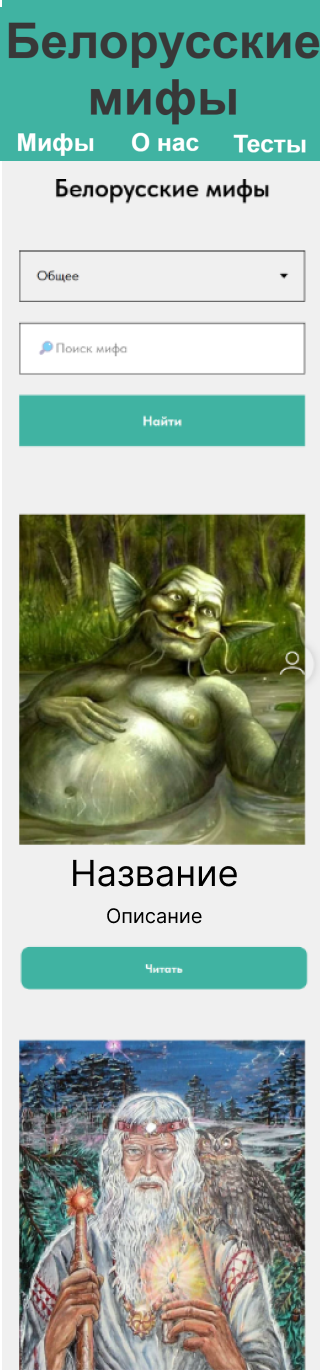 Белорусские
мифы
Мифы О нас Тесты
Белорусские мифы
Общее
🔎 Поиск мифа
Найти
Название
Описание
Читать